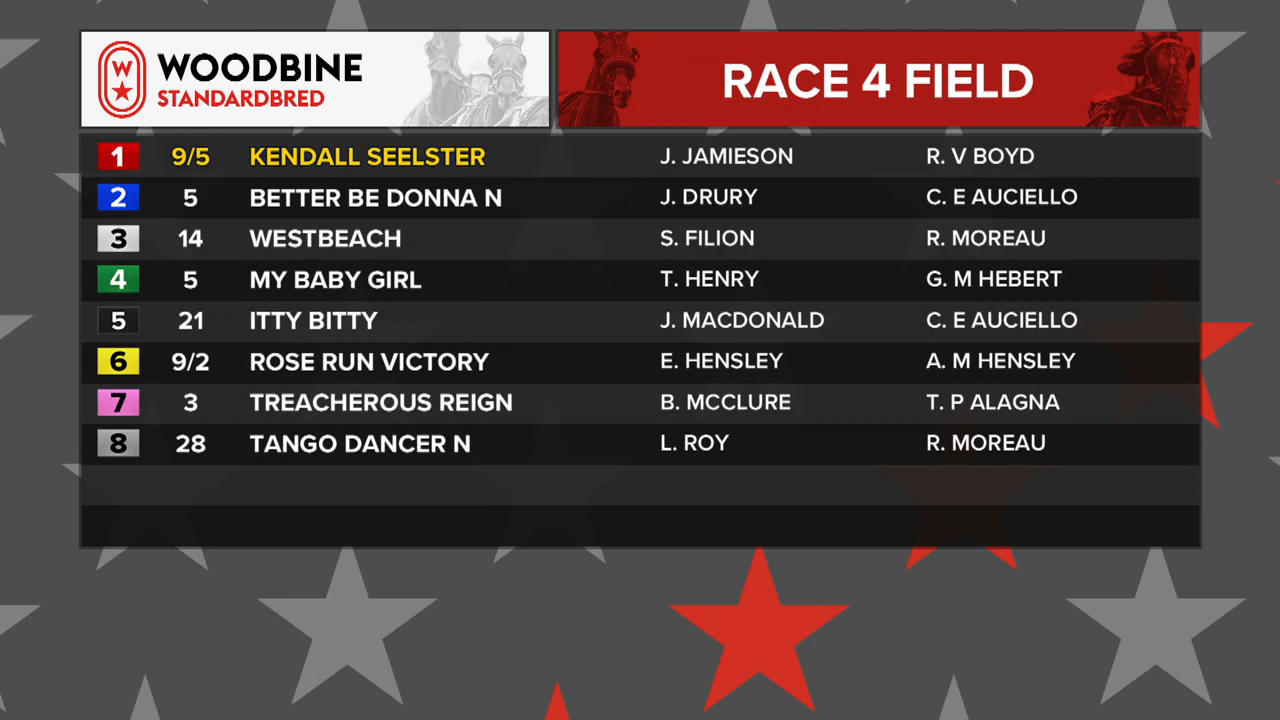 W
WOODBINE
STANDARDBRED
RACE 4 FIELD
1 9/5 KENDALL SEELSTER J. JAMIESON R. V BOYD
2 5 BETTER BE DONNA N J. DRURY C. E AUCIELLO
3 14 WESTBEACH S. FILION R. MOREAU
4 5 MY BABY GIRL T. HENRY G. M HEBERT
5 21 ITTY BITTY J. MACDONALD C. E AUCIELLO
6 9/2 ROSE RUN VICTORY E. HENSLEY A. M HENSLEY
7 3 TREACHEROUS REIGN B. MCCLURE T. P ALAGNA
8 28 TANGO DANCER N L. ROY R. MOREAU